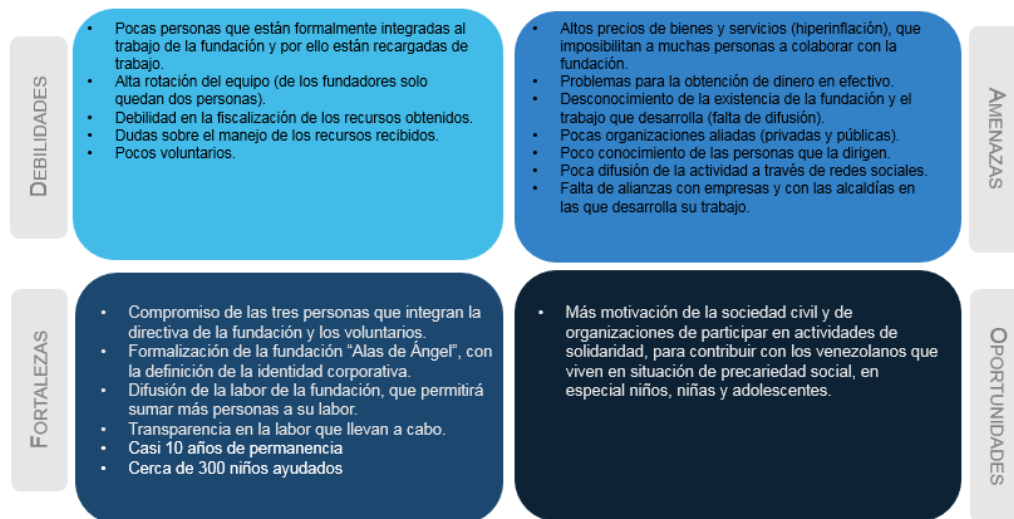 DEBILIDADES
• Pocas personas que están formalmente integradas al
trabajo de la fundación y por ello están recargadas de
trabajo.
• Alta rotación del equipo (de los fundadores solo
quedan dos personas).
• Debilidad en la fiscalización de los recursos obtenidos.
• Dudas sobre el manejo de los recursos recibidos.
• Pocos voluntarios.
AMENAZAS
• Altos precios de bienes y servicios (hiperinflación), que
imposibilitan a muchas personas a colaborar con la
fundación.
• Problemas para la obtención de dinero en efectivo.
• Desconocimiento de la existencia de la fundación y el
trabajo que desarrolla (falta de difusión).
• Pocas organizaciones aliadas (privadas y públicas).
• Poco conocimiento de las personas que la dirigen.
• Poca difusión de la actividad a través de redes sociales.
• Falta de alianzas con empresas y con las alcaldías en
las que desarrolla su trabajo.
FORTALEZAS
• Compromiso de las tres personas que integran la
directiva de la fundación y los voluntarios.
• Formalización de la fundación “Alas de Ángel”, con
la definición de la identidad corporativa.
• Difusión de la labor de la fundación, que permitirá
sumar más personas a su labor.
• Transparencia en la labor que llevan a cabo.
• Casi 10 años de permanencia
• Cerca de 300 niños ayudados
OPORTUNIDADES
• Más motivación de la sociedad civil y de
organizaciones de participar en actividades de
solidaridad, para contribuir con los venezolanos que
viven en situación de precariedad social, en
especial niños, niñas y adolescentes.